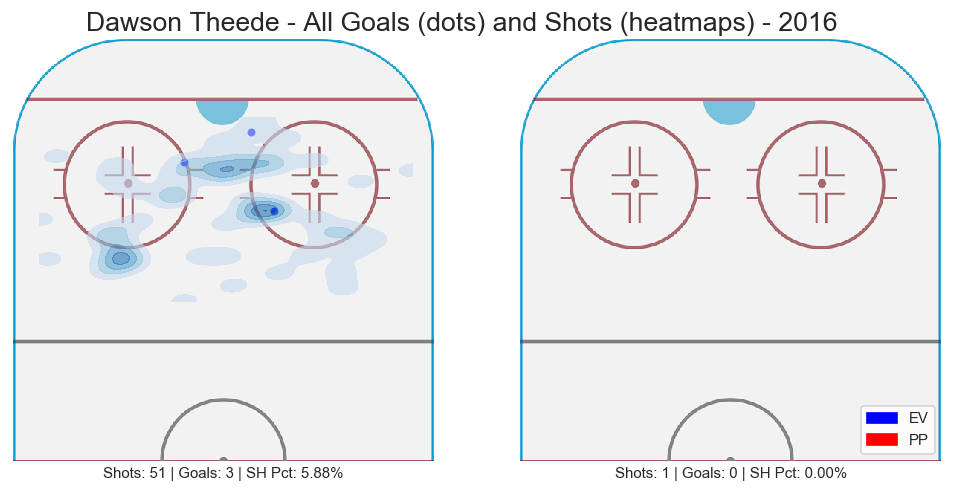 Dawson Theede - All Goals (dots) and Shots (heatmaps) - 2016
EV
PP
Shots: 51 | Goals: 3 | SH Pct: 5.88%
Shots: 1 | Goals: 0 | SH Pct: 0.00%